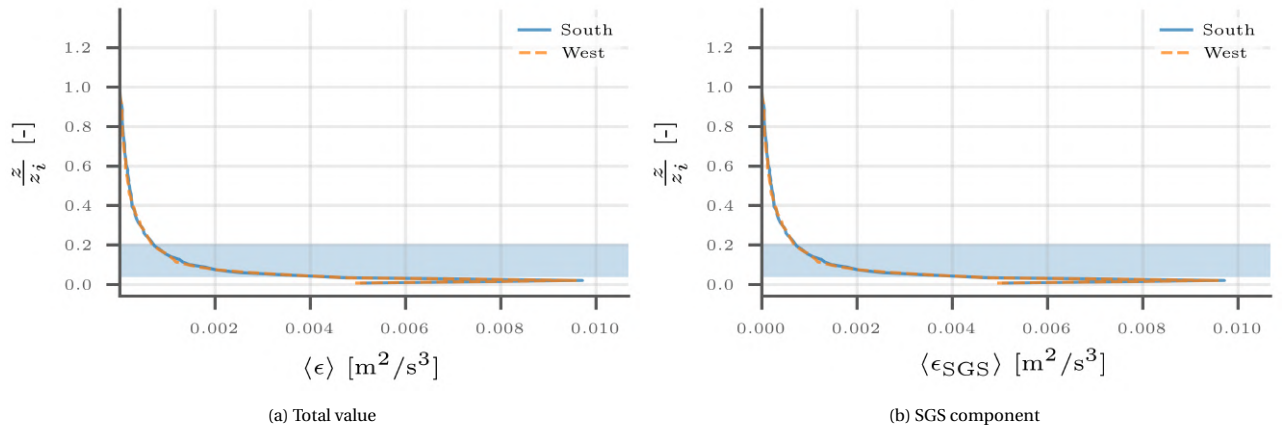 South
West
1.2
1.0
0.8
0.6
0.4
0.2
0.0
z/z_i [-]
0.002 0.004 0.006 0.008 0.010
⟨ϵ⟩ [m²/s³]
(a) Total value
South
West
1.2
1.0
0.8
0.6
0.4
0.2
0.0
z/z_i [-]
0.000 0.002 0.004 0.006 0.008 0.010
⟨ϵ_SGS⟩ [m²/s³]
(b) SGS component